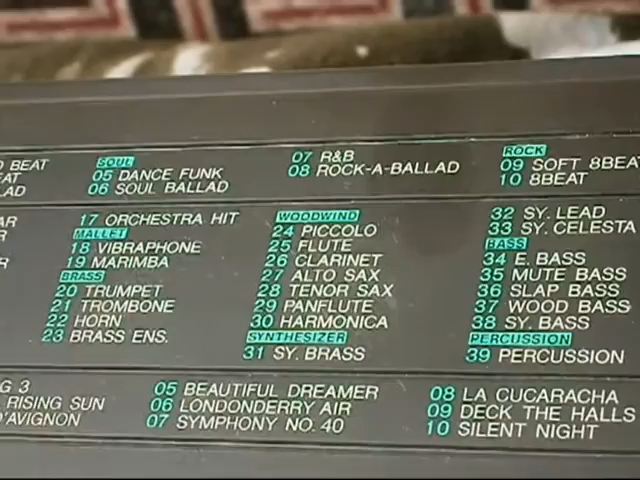 BEAT
SOUL
05 DANCE FUNK
06 SOUL BALLAD
07 R&B
08 ROCK-A-BALLAD
ROCK
09 SOFT 8BEAT
10 8BEAT
17 ORCHESTRA HIT
MALLET
18 VIBRAPHONE
19 MARIMBA
BRASS
20 TRUMPET
21 TROMBONE
22 HORN
23 BRASS ENS.
WOODWIND
24 PICCOLO
25 FLUTE
26 CLARINET
27 ALTO SAX
28 TENOR SAX
29 PANFLUTE
30 HARMONICA
SYNTHESIZER
31 SY. BRASS
32 SY. LEAD
33 SY. CELESTA
BASS
34 E. BASS
35 MUTE BASS
36 SLAP BASS
37 WOOD BASS
38 SY. BASS
PERCUSSION
39 PERCUSSION
G 3
RISING SUN
D'AVIGNON
05 BEAUTIFUL DREAMER
06 LONDONDERRY AIR
07 SYMPHONY NO. 40
08 LA CUCARACHA
09 DECK THE HALLS
10 SILENT NIGHT